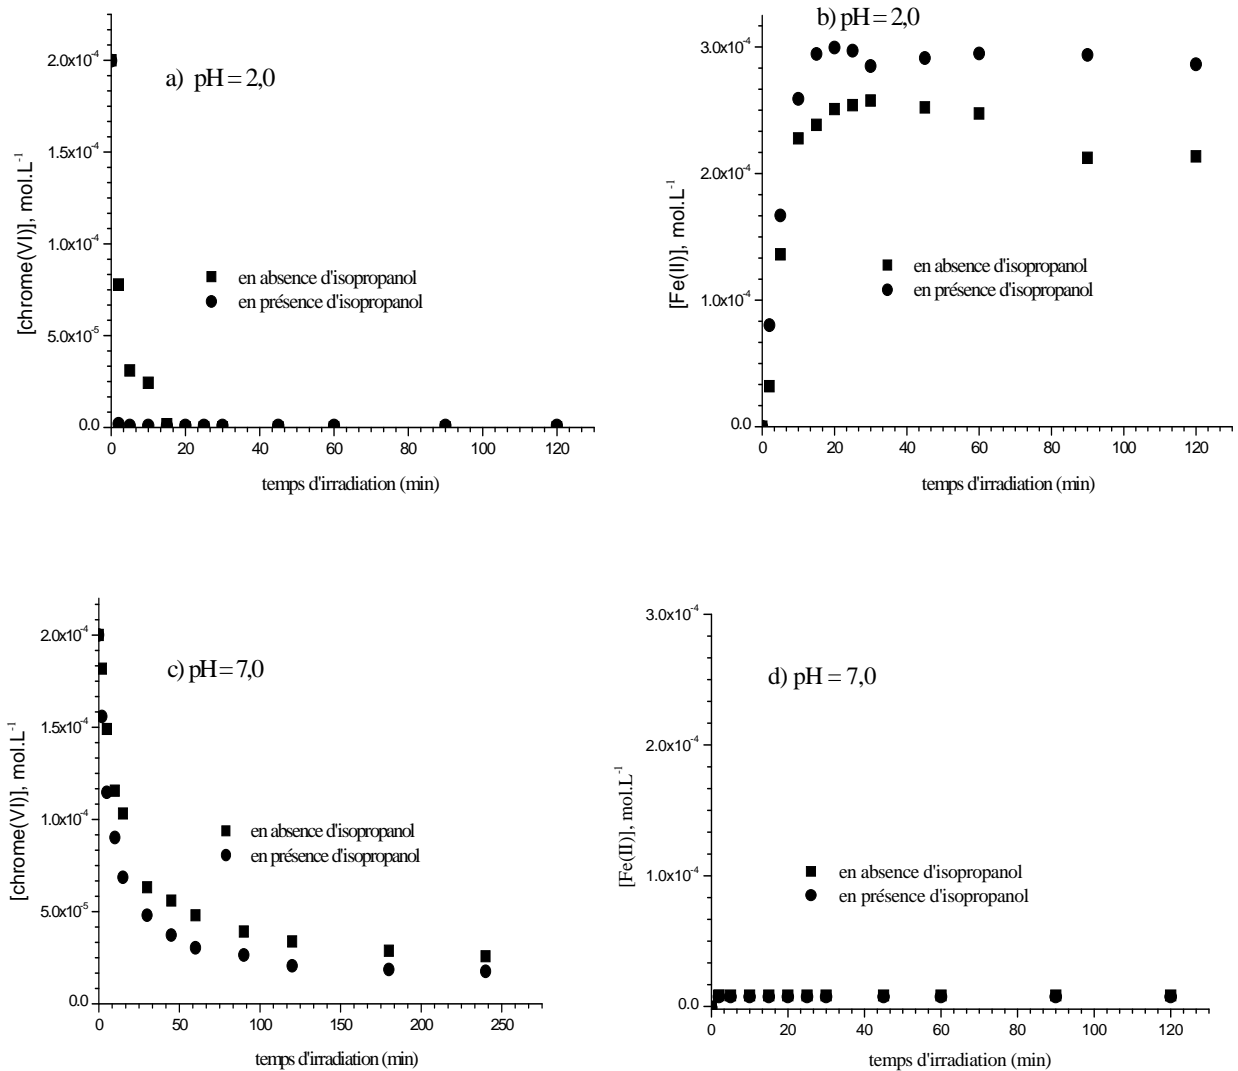 a) pH = 2,0
2.0x10⁻⁴
1.5x10⁻⁴
1.0x10⁻⁴
5.0x10⁻⁵
0.0
[chrome(VI)], mol.L⁻¹
en absence d'isopropanol
en présence d'isopropanol
0 20 40 60 80 100 120
temps d'irradiation (min)
b) pH = 2,0
3.0x10⁻⁴
2.0x10⁻⁴
1.0x10⁻⁴
0.0
[Fe(II)], mol.L⁻¹
en absence d'isopropanol
en présence d'isopropanol
0 20 40 60 80 100 120
temps d'irradiation (min)
c) pH = 7,0
2.0x10⁻⁴
1.5x10⁻⁴
1.0x10⁻⁴
5.0x10⁻⁵
0.0
[chrome(VI)], mol.L⁻¹
en absence d'isopropanol
en présence d'isopropanol
0 50 100 150 200 250
temps d'irradiation (min)
d) pH = 7,0
3.0x10⁻⁴
2.0x10⁻⁴
1.0x10⁻⁴
0.0
[Fe(II)], mol.L⁻¹
en absence d'isopropanol
en présence d'isopropanol
0 20 40 60 80 100 120
temps d'irradiation (min)